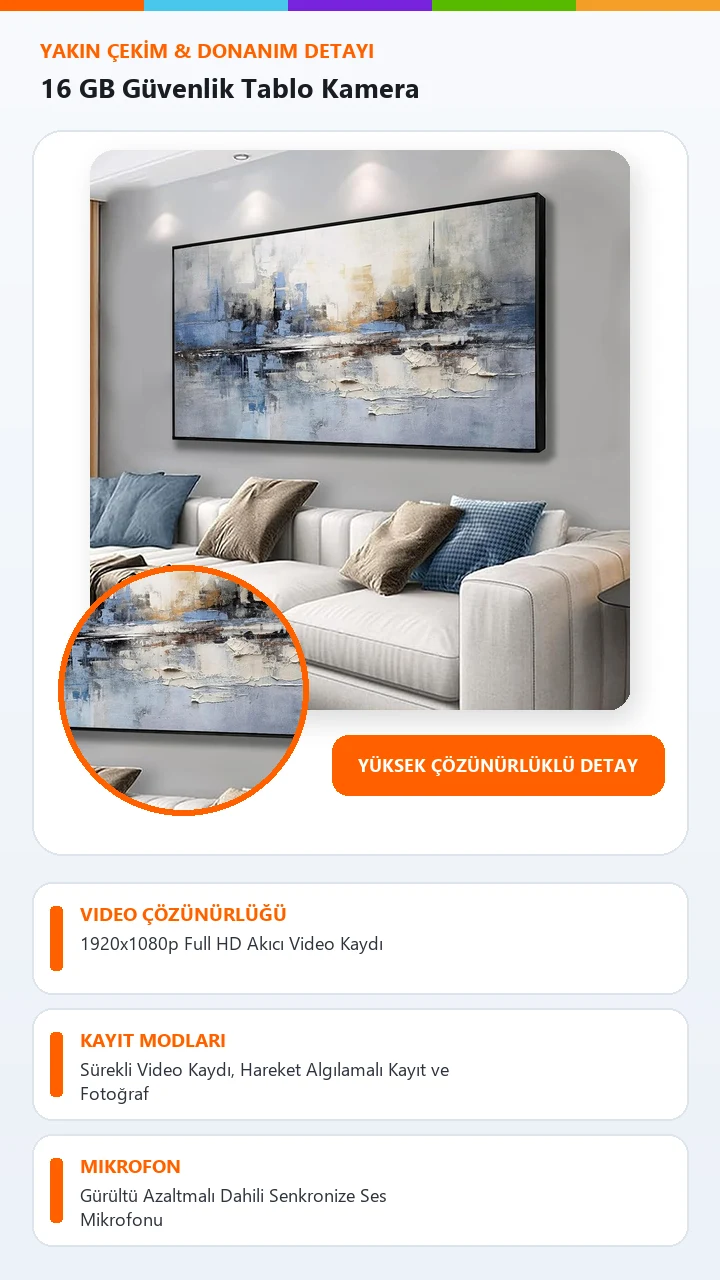 YAKIN ÇEKİM & DONANIM DETAYI
16 GB Güvenlik Tablo Kamera
YÜKSEK ÇÖZÜNÜRLÜKLÜ DETAY
VIDEO ÇÖZÜNÜRLÜĞÜ
1920x1080p Full HD Akıcı Video Kaydı
KAYIT MODLARI
Sürekli Video Kaydı, Hareket Algılamalı Kayıt ve
Fotoğraf
MIKROFON
Gürültü Azaltmalı Dahili Senkronize Ses
Mikrofonu